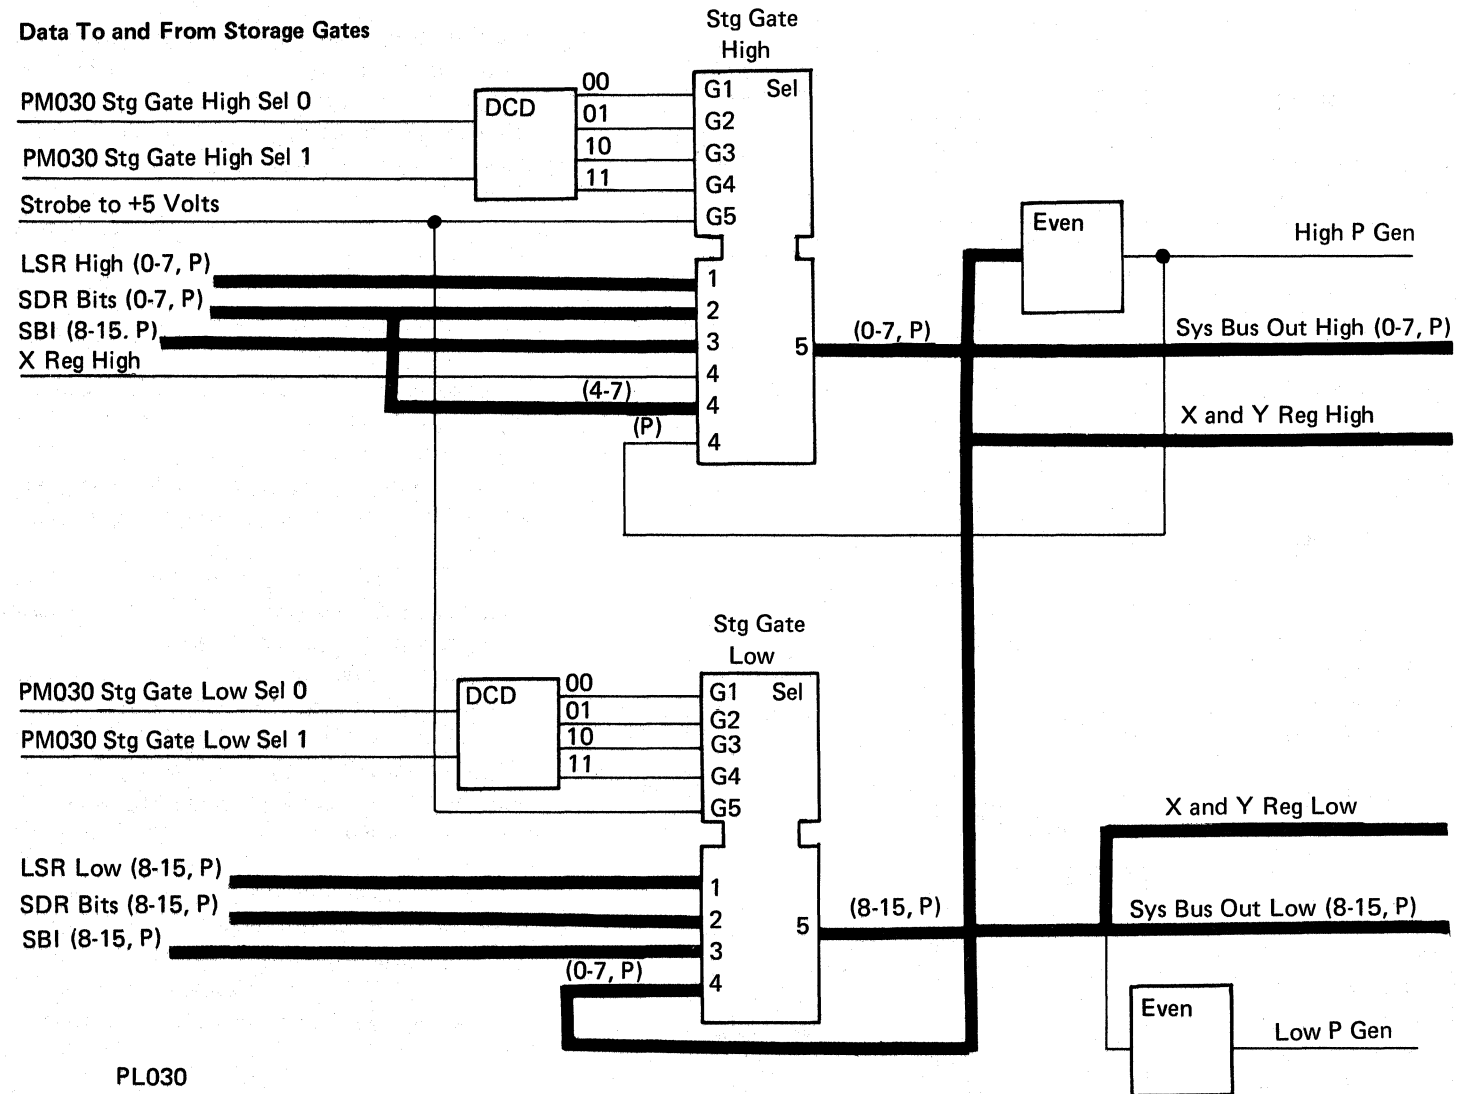 Data To and From Storage Gates
Stg Gate
High
PM030 Stg Gate High Sel 0
PM030 Stg Gate High Sel 1
Strobe to +5 Volts
DCD
00
01
10
11
G1 Sel
G2
G3
G4
G5
LSR High (0-7, P)
SDR Bits (0-7, P)
SBI (8-15. P)
X Reg High
(4-7)
(P)
1
2
3
4
4
4
5
(0-7, P)
Even
High P Gen
Sys Bus Out High (0-7, P)
X and Y Reg High
Stg Gate
Low
PM030 Stg Gate Low Sel 0
PM030 Stg Gate Low Sel 1
DCD
00
01
10
11
G1 Sel
G2
G3
G4
G5
LSR Low (8-15, P)
SDR Bits (8-15, P)
SBI (8-15, P)
(0-7, P)
1
2
3
4
5
(8-15, P)
X and Y Reg Low
Sys Bus Out Low (8-15, P)
Even
Low P Gen
PL030